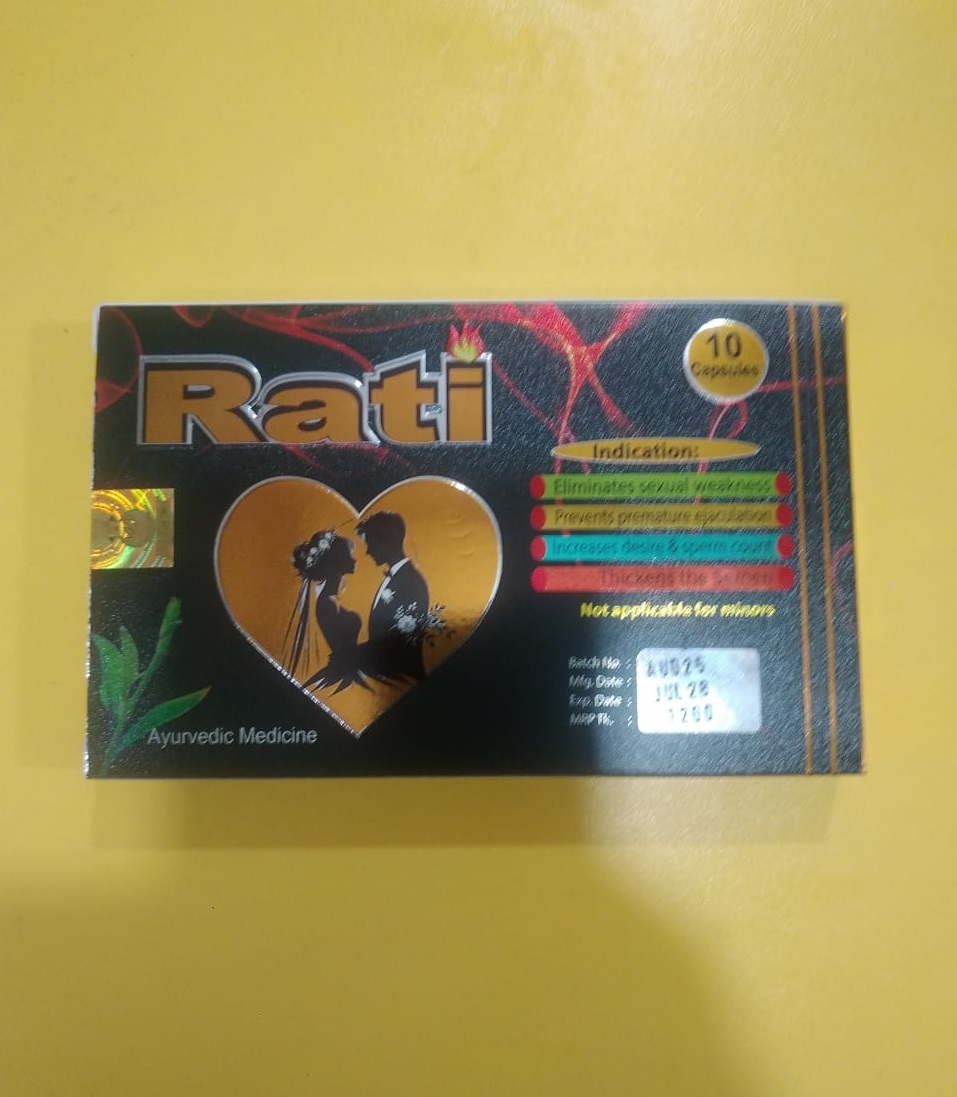 Rati
10
Capsules
Indication:
Eliminates sexual weakness
Prevents premature ejaculation
Increases desire & sperm count
Thickens the Semen
Not applicable for minors
Batch No. :
Mfg. Date : AUG25
Exp. Date : JUL 28
MRP Tk. : 1200
Ayurvedic Medicine